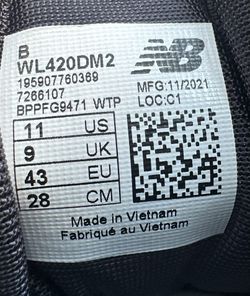 B
WL420DM2
NB
195907760369
7266107
MFG:11/2021
BPPFG9471 WTP
LOC:C1
11 US
9 UK
43 EU
28 CM
Made in Vietnam
Fabriqué au Vietnam